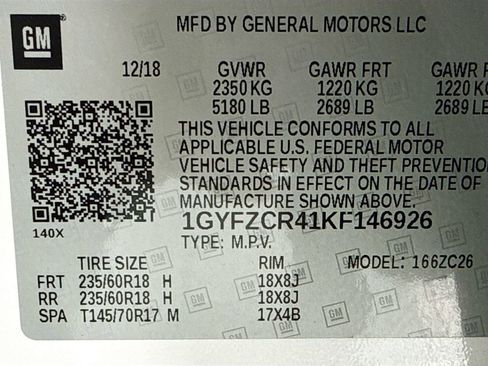 GM
MFD BY GENERAL MOTORS LLC
12/18 GVWR GAWR FRT GAWR R
2350 KG 1220 KG 1220 KG
5180 LB 2689 LB 2689 LB
THIS VEHICLE CONFORMS TO ALL
APPLICABLE U.S. FEDERAL MOTOR
VEHICLE SAFETY AND THEFT PREVENTION
STANDARDS IN EFFECT ON THE DATE OF
MANUFACTURE SHOWN ABOVE.
140X
1GYFZCR41KF146926
TYPE: M.P.V.
TIRE SIZE RIM MODEL: 166ZC26
FRT 235/60R18 H 18X8J
RR 235/60R18 H 18X8J
SPA T145/70R17 M 17X4B